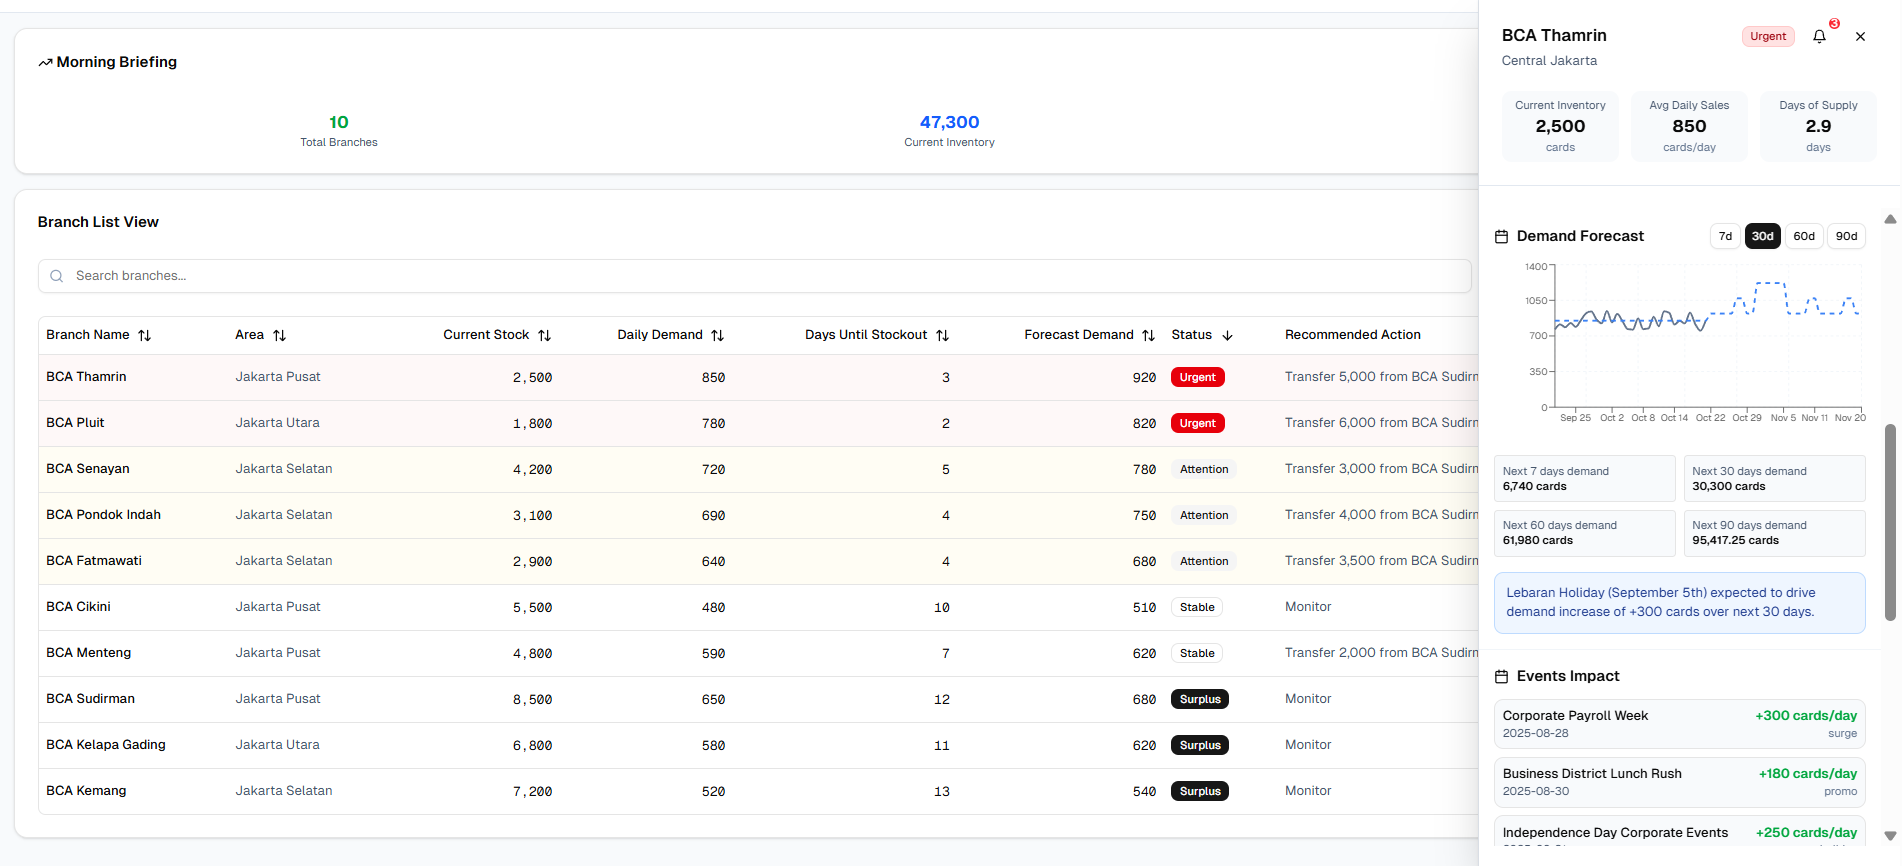 Morning Briefing
10
Total Branches
47,300
Current Inventory
Branch List View
Search branches...
Branch Name Area Current Stock Daily Demand Days Until Stockout Forecast Demand Status Recommended Action
BCA Thamrin Jakarta Pusat 2,500 850 3 920 Urgent Transfer 5,000 from BCA Sudirm
BCA Pluit Jakarta Utara 1,800 780 2 820 Urgent Transfer 6,000 from BCA Sudirm
BCA Senayan Jakarta Selatan 4,200 720 5 780 Attention Transfer 3,000 from BCA Sudirm
BCA Pondok Indah Jakarta Selatan 3,100 690 4 750 Attention Transfer 4,000 from BCA Sudirm
BCA Fatmawati Jakarta Selatan 2,900 640 4 680 Attention Transfer 3,500 from BCA Sudirm
BCA Cikini Jakarta Pusat 5,500 480 10 510 Stable Monitor
BCA Menteng Jakarta Pusat 4,800 590 7 620 Stable Transfer 2,000 from BCA Sudirm
BCA Sudirman Jakarta Pusat 8,500 650 12 680 Surplus Monitor
BCA Kelapa Gading Jakarta Utara 6,800 580 11 620 Surplus Monitor
BCA Kemang Jakarta Selatan 7,200 520 13 540 Surplus Monitor
BCA Thamrin Urgent 3
Central Jakarta
Current Inventory Avg Daily Sales Days of Supply
2,500 850 2.9
cards cards/day days
Demand Forecast 7d 30d 60d 90d
1400
1050
700
350
0
Sep 25 Oct 2 Oct 8 Oct 14 Oct 22 Oct 29 Nov 5 Nov 11 Nov 20
Next 7 days demand Next 30 days demand
6,740 cards 30,300 cards
Next 60 days demand Next 90 days demand
61,980 cards 95,417.25 cards
Lebaran Holiday (September 5th) expected to drive
demand increase of +300 cards over next 30 days.
Events Impact
Corporate Payroll Week +300 cards/day
2025-08-28 surge
Business District Lunch Rush +180 cards/day
2025-08-30 promo
Independence Day Corporate Events +250 cards/day